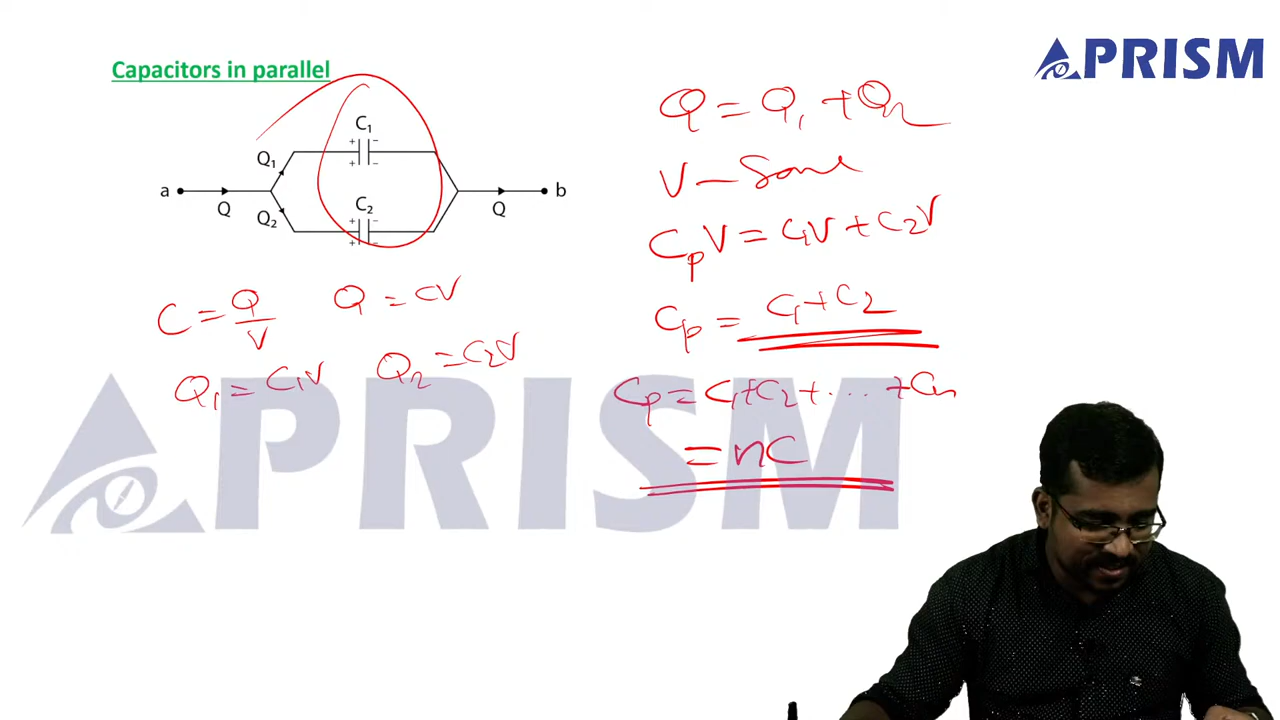 Capacitors in parallel
PRISM
C₁
+ −
+ −
Q₁
a
Q
Q₂
C₂
+ −
+ −
Q
b
C = Q/V
Q = CV
Q₁ = C₁V
Q₂ = C₂V
Q = Q₁ + Q₂
V – Same
CpV = C₁V + C₂V
Cp = C₁ + C₂
Cp = C₁ + C₂ + .... + Cn
= nC
PRISM